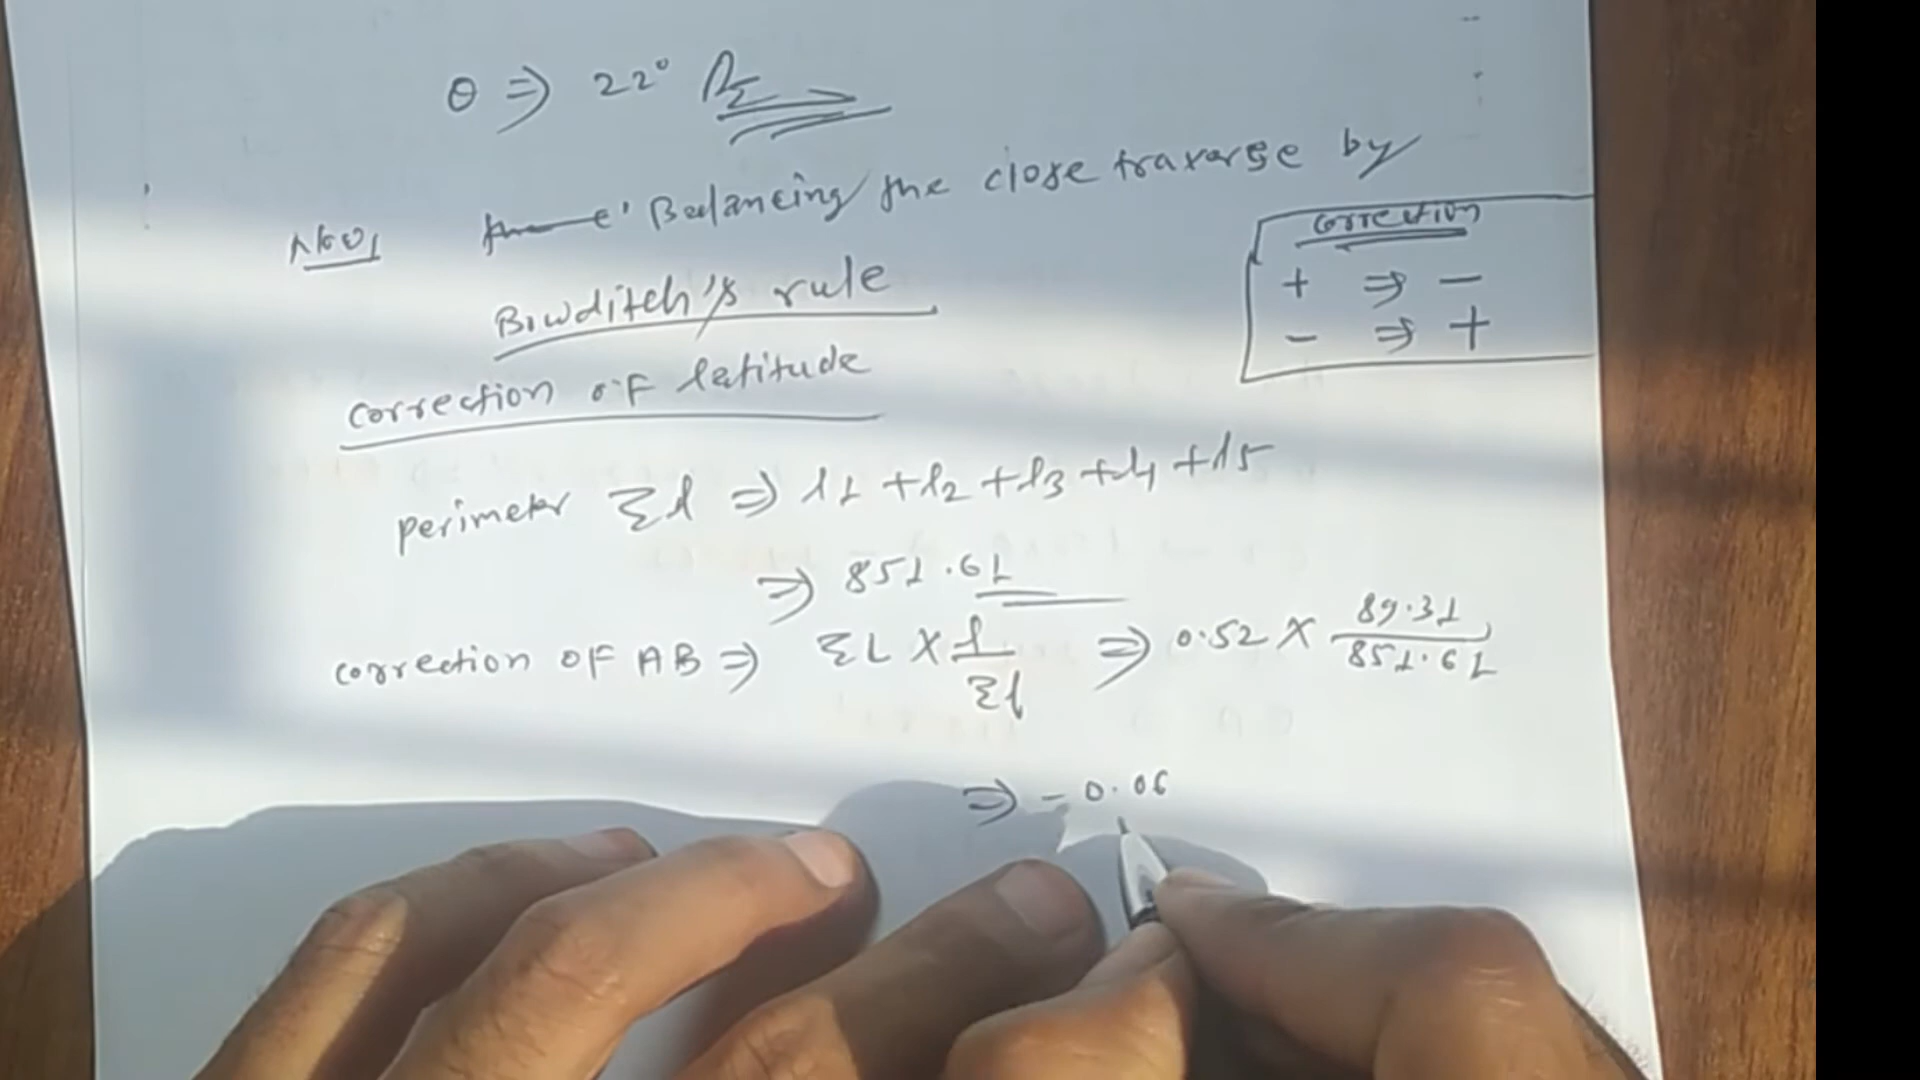 θ ⇒ 22°
Now the Balancing the close traverse by
Bowditch's rule
correction
+ ⇒ -
- ⇒ +
correction of latitude
perimeter Σl ⇒ l1 + l2 + l3 + l4 + l5
⇒ 851.61
correction of AB ⇒ ΣL X l/Σl ⇒ 0.52 X 89.31/851.61
⇒ - 0.06